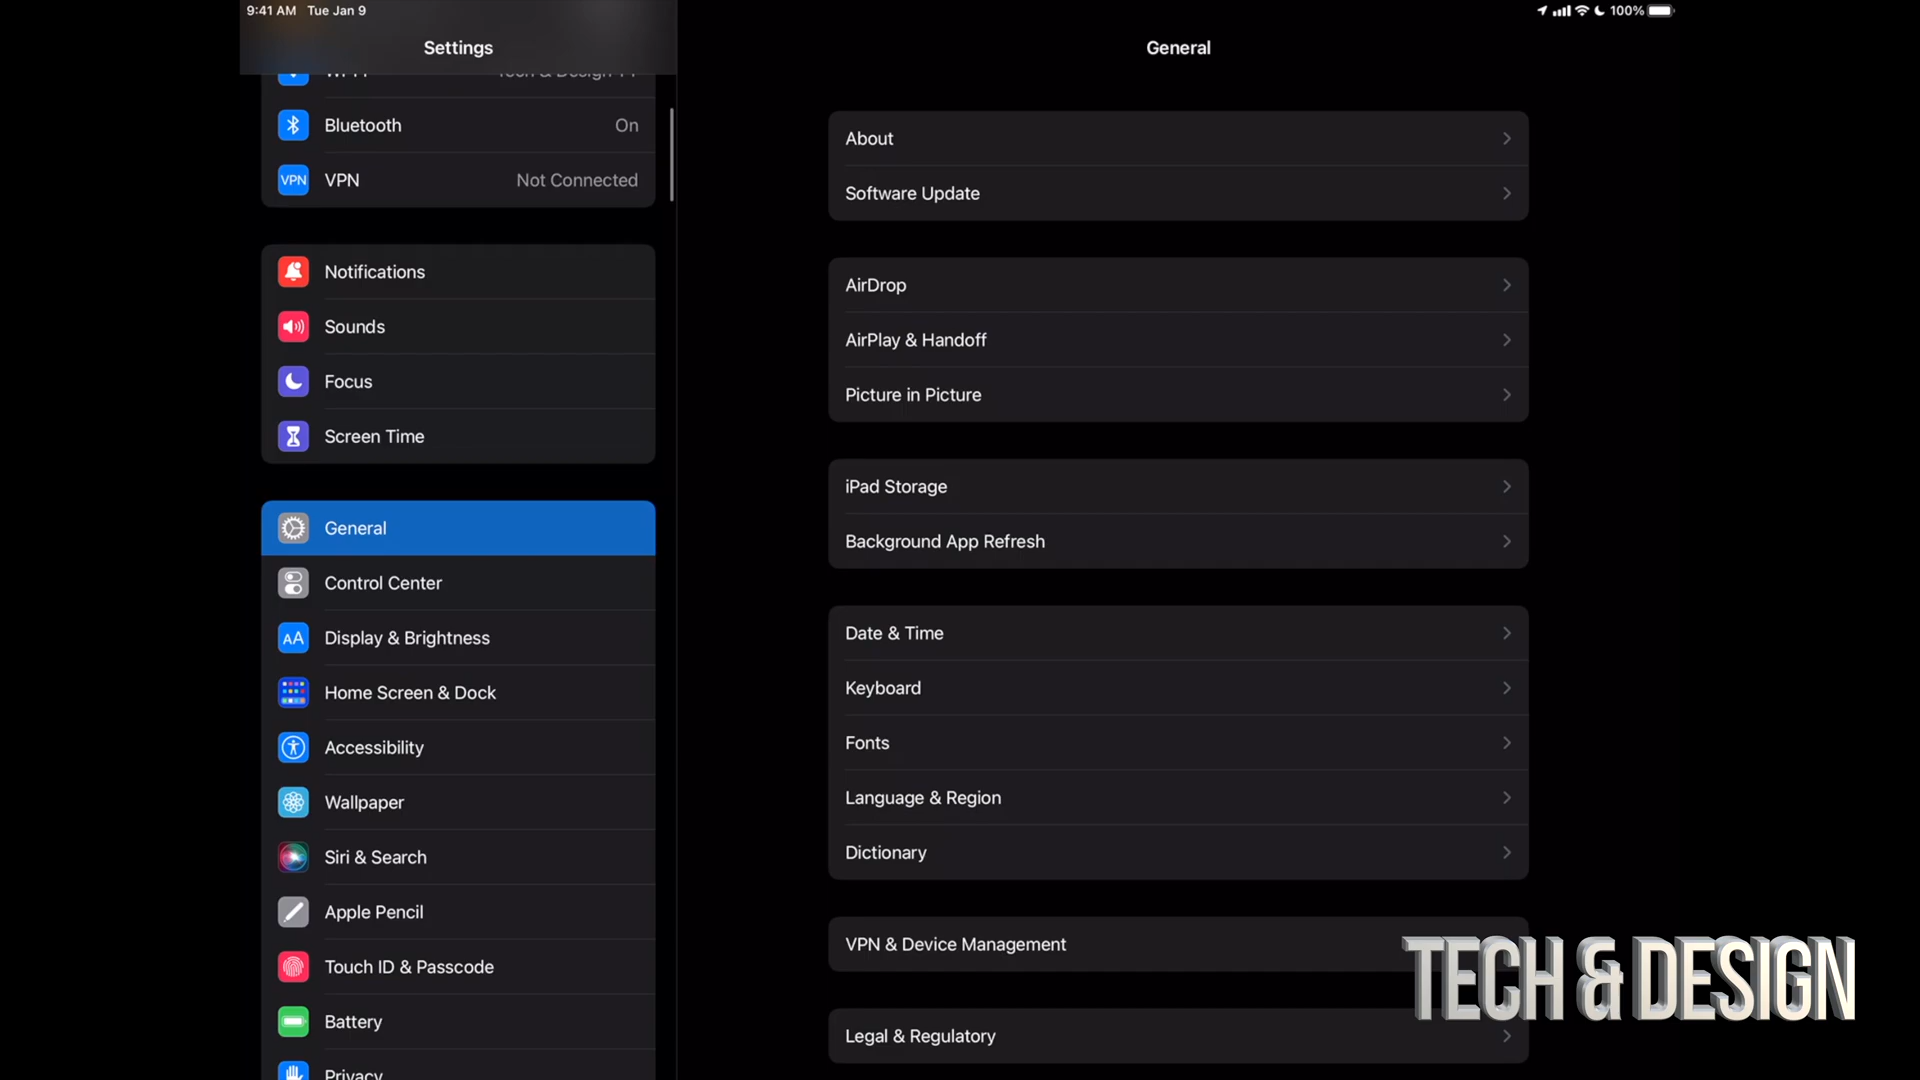 9:41 AM Tue Jan 9
100%
Settings
General
Bluetooth On
VPN VPN Not Connected
Notifications
Sounds
Focus
Screen Time
General
Control Center
AA Display & Brightness
Home Screen & Dock
Accessibility
Wallpaper
Siri & Search
Apple Pencil
Touch ID & Passcode
Battery
Privacy
About
Software Update
AirDrop
AirPlay & Handoff
Picture in Picture
iPad Storage
Background App Refresh
Date & Time
Keyboard
Fonts
Language & Region
Dictionary
VPN & Device Management
Legal & Regulatory
TECH & DESIGN